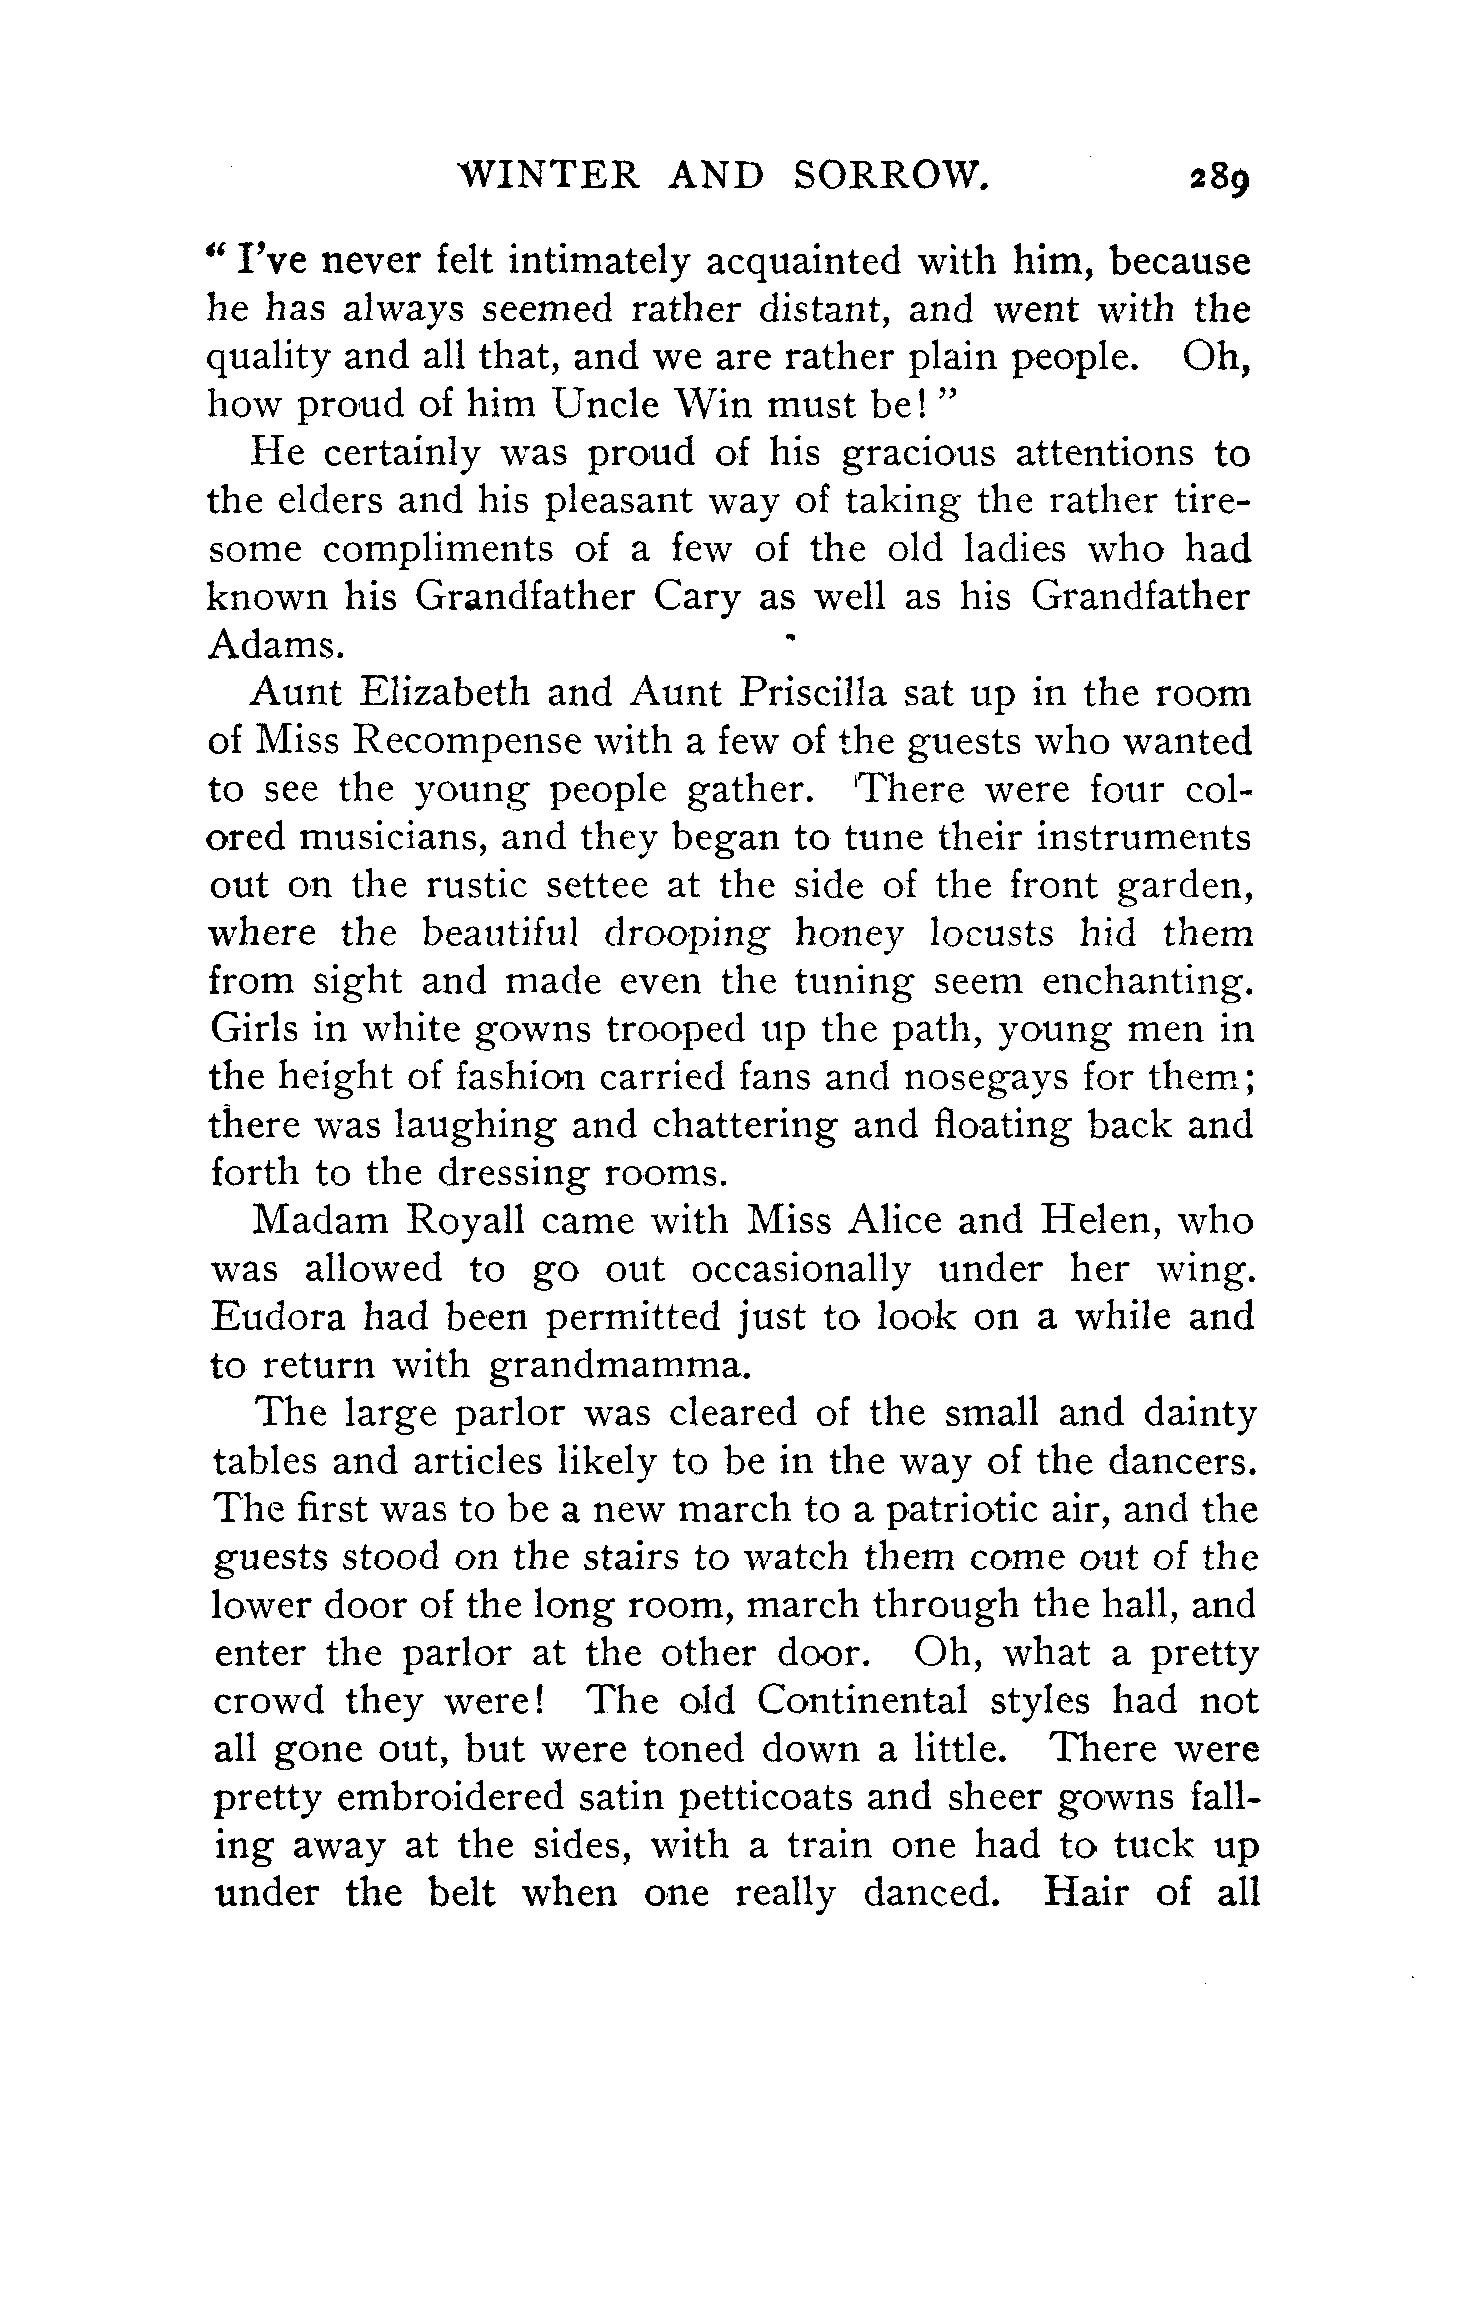 WINTER AND SORROW. 289
" I've never felt intimately acquainted with him, because
he has always seemed rather distant, and went with the
quality and all that, and we are rather plain people. Oh,
how proud of him Uncle Win must be! "
He certainly was proud of his gracious attentions to
the elders and his pleasant way of taking the rather tire-
some compliments of a few of the old ladies who had
known his Grandfather Cary as well as his Grandfather
Adams.
Aunt Elizabeth and Aunt Priscilla sat up in the room
of Miss Recompense with a few of the guests who wanted
to see the young people gather. There were four col-
ored musicians, and they began to tune their instruments
out on the rustic settee at the side of the front garden,
where the beautiful drooping honey locusts hid them
from sight and made even the tuning seem enchanting.
Girls in white gowns trooped up the path, young men in
the height of fashion carried fans and nosegays for them;
there was laughing and chattering and floating back and
forth to the dressing rooms.
Madam Royall came with Miss Alice and Helen, who
was allowed to go out occasionally under her wing.
Eudora had been permitted just to look on a while and
to return with grandmamma.
The large parlor was cleared of the small and dainty
tables and articles likely to be in the way of the dancers.
The first was to be a new march to a patriotic air, and the
guests stood on the stairs to watch them come out of the
lower door of the long room, march through the hall, and
enter the parlor at the other door. Oh, what a pretty
crowd they were! The old Continental styles had not
all gone out, but were toned down a little. There were
pretty embroidered satin petticoats and sheer gowns fall-
ing away at the sides, with a train one had to tuck up
under the belt when one really danced. Hair of all